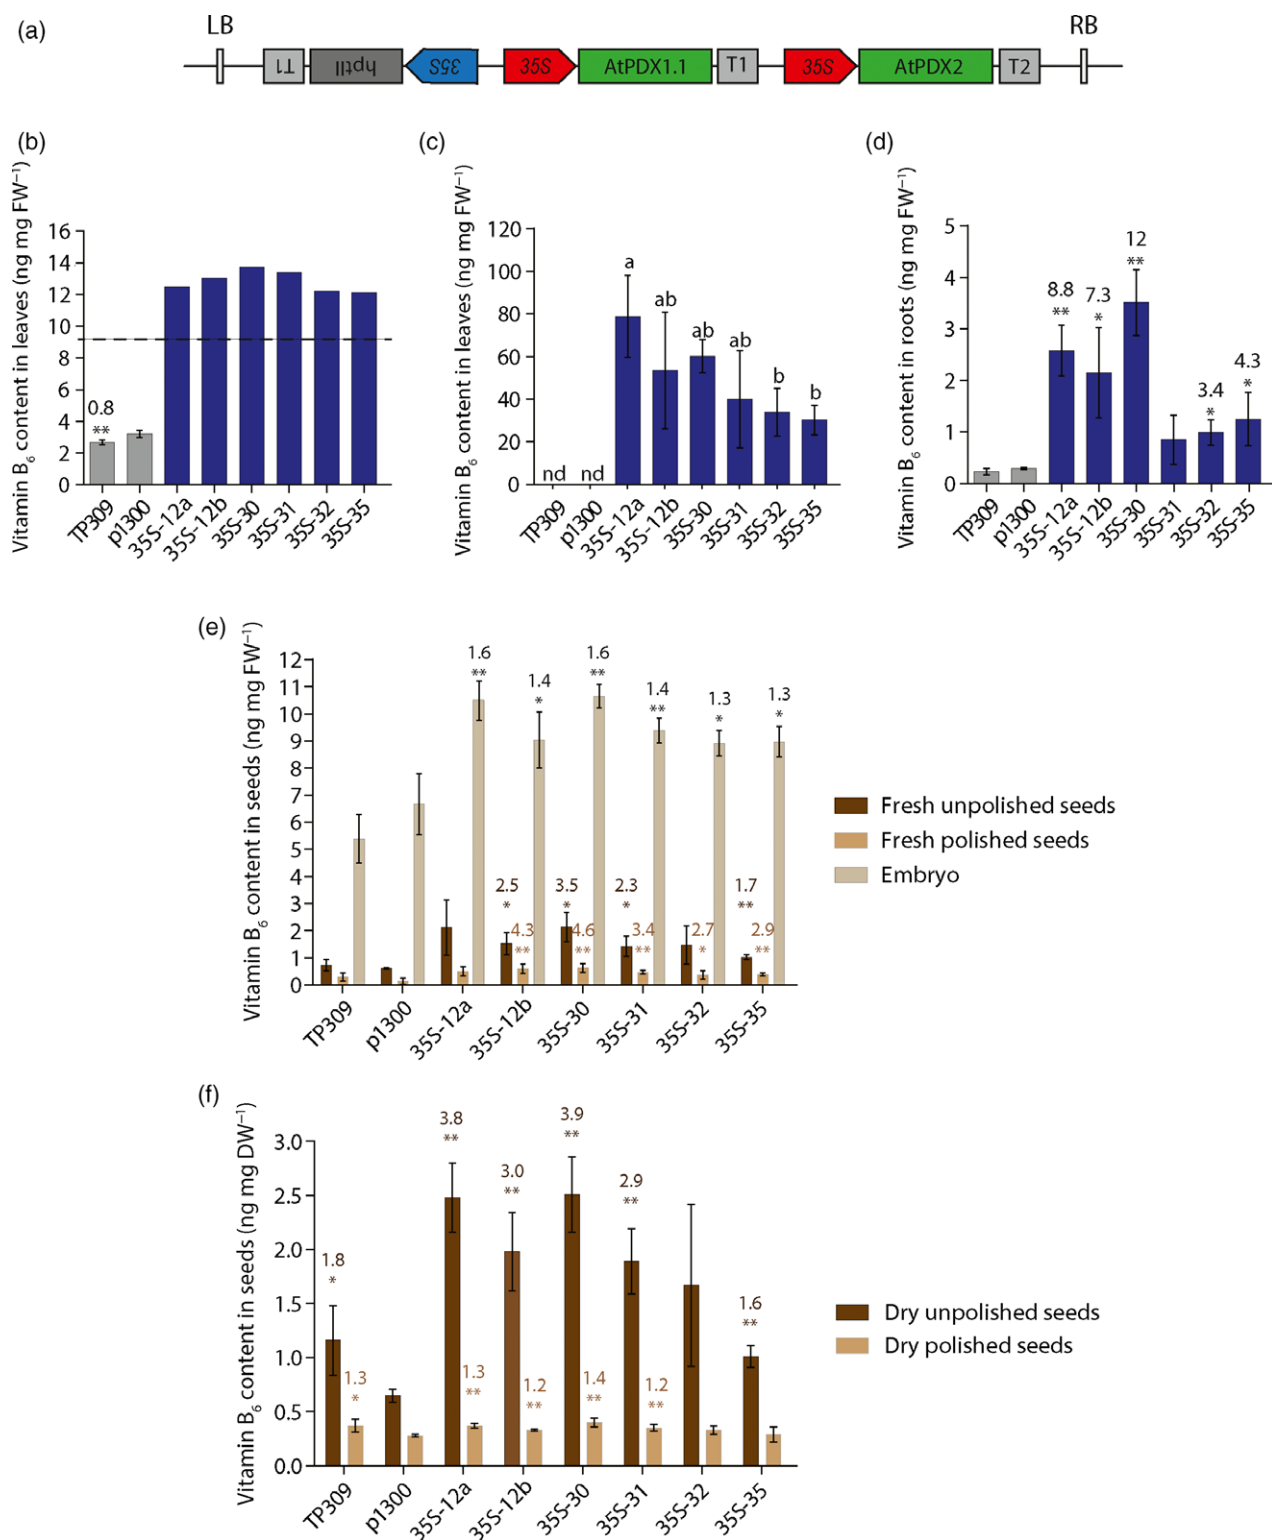 (a)
LB
RB
T1
hptII
35S
35S
AtPDX1.1
T1
35S
AtPDX2
T2
(b)
Vitamin B₆ content in leaves (ng mg FW⁻¹)
16
14
12
10
8
6
4
2
0
0.8
**
TP309
p1300
35S-12a
35S-12b
35S-30
35S-31
35S-32
35S-35
(c)
Vitamin B₆ content in leaves (ng mg FW⁻¹)
120
100
80
60
40
20
0
nd
nd
a
ab
ab
ab
b
b
TP309
p1300
35S-12a
35S-12b
35S-30
35S-31
35S-32
35S-35
(d)
Vitamin B₆ content in roots (ng mg FW⁻¹)
5
4
3
2
1
0
8.8
**
7.3
*
12
**
3.4
*
4.3
*
TP309
p1300
35S-12a
35S-12b
35S-30
35S-31
35S-32
35S-35
(e)
Vitamin B₆ content in seeds (ng mg FW⁻¹)
12
11
10
9
8
7
6
5
4
3
2
1
0
1.6
**
1.4
*
1.6
**
1.4
**
1.3
*
1.3
*
2.5
*
4.3
**
3.5
*
4.6
**
2.3
*
3.4
**
2.7
*
1.7
**
2.9
**
TP309
p1300
35S-12a
35S-12b
35S-30
35S-31
35S-32
35S-35
Fresh unpolished seeds
Fresh polished seeds
Embryo
(f)
Vitamin B₆ content in seeds (ng mg DW⁻¹)
3.0
2.5
2.0
1.5
1.0
0.5
0.0
1.8
*
1.3
*
3.8
**
1.3
**
3.0
**
1.2
**
3.9
**
1.4
**
2.9
**
1.2
**
1.6
**
TP309
p1300
35S-12a
35S-12b
35S-30
35S-31
35S-32
35S-35
Dry unpolished seeds
Dry polished seeds